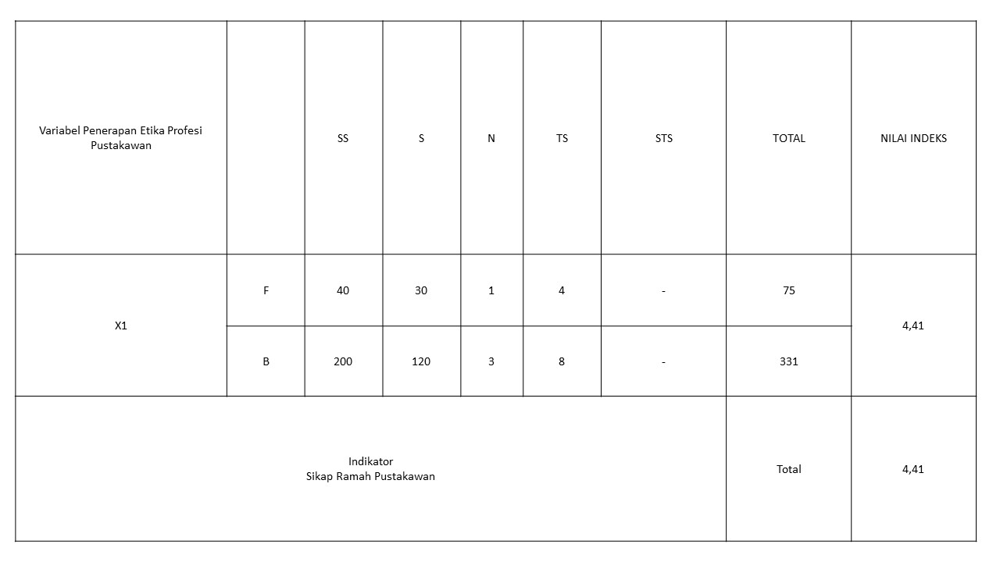 Variabel Penerapan Etika Profesi
Pustakawan
SS
S
N
TS
STS
TOTAL
NILAI INDEKS
X1
F
40
30
1
4
-
75
4,41
B
200
120
3
8
-
331
Indikator
Sikap Ramah Pustakawan
Total
4,41